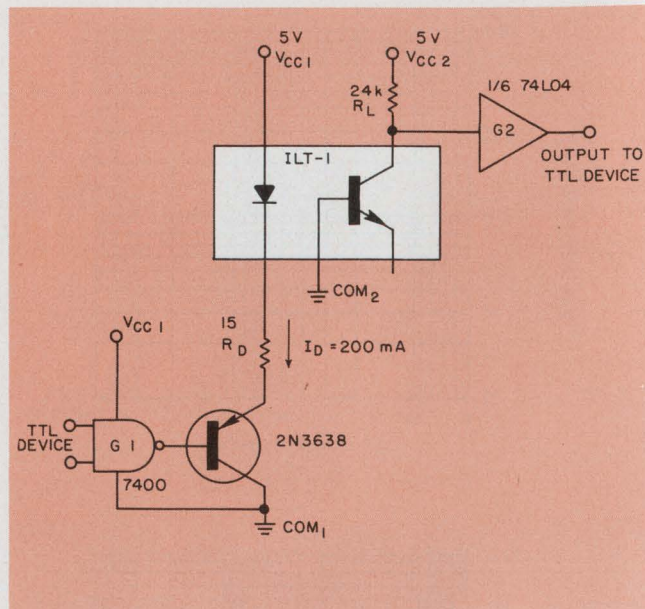 5V
VCC1
5V
VCC2
24k
RL
1/6 74L04
G2
OUTPUT TO
TTL DEVICE
ILT-1
COM2
VCC1
15
RD
ID = 200 mA
TTL
DEVICE
G1
7400
2N3638
COM1